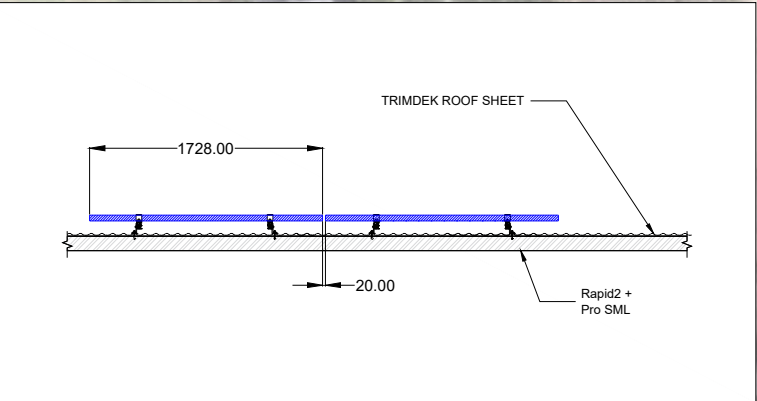 TRIMDEK ROOF SHEET
1728.00
20.00
Rapid2 +
Pro SML